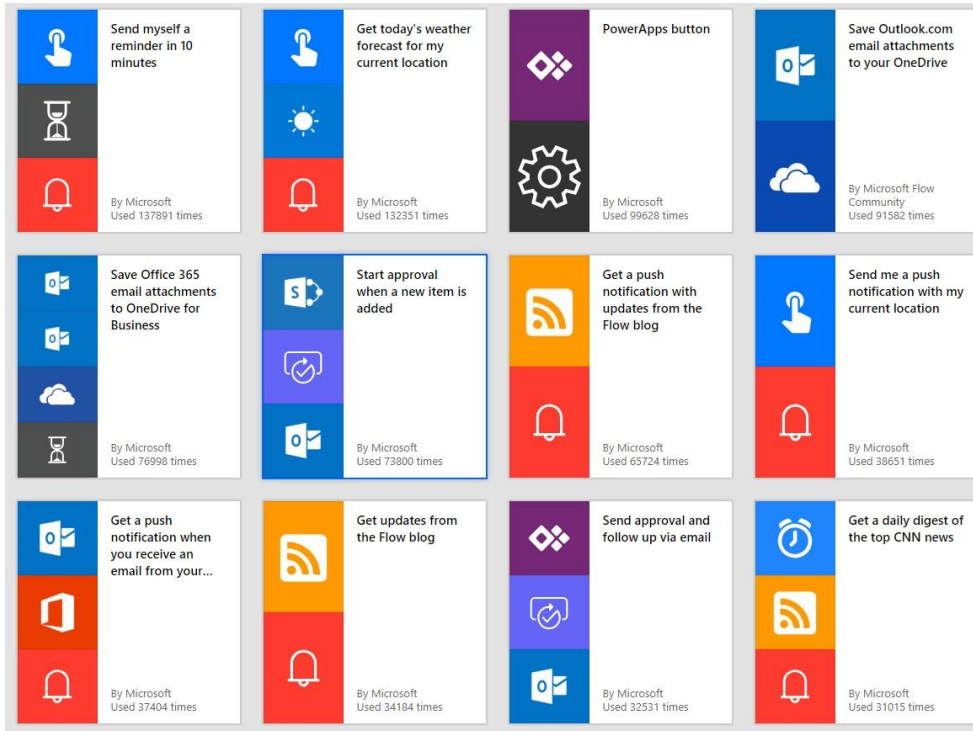 Send myself a
reminder in 10
minutes
By Microsoft
Used 137891 times
Get today's weather
forecast for my
current location
By Microsoft
Used 132351 times
PowerApps button
By Microsoft
Used 99628 times
Save Outlook.com
email attachments
to your OneDrive
By Microsoft Flow
Community
Used 91582 times
Save Office 365
email attachments
to OneDrive for
Business
By Microsoft
Used 76998 times
Start approval
when a new item is
added
By Microsoft
Used 73800 times
Get a push
notification with
updates from the
Flow blog
By Microsoft
Used 65724 times
Send me a push
notification with my
current location
By Microsoft
Used 38651 times
Get a push
notification when
you receive an
email from your...
By Microsoft
Used 37404 times
Get updates from
the Flow blog
By Microsoft
Used 34184 times
Send approval and
follow up via email
By Microsoft
Used 32531 times
Get a daily digest of
the top CNN news
By Microsoft
Used 31015 times